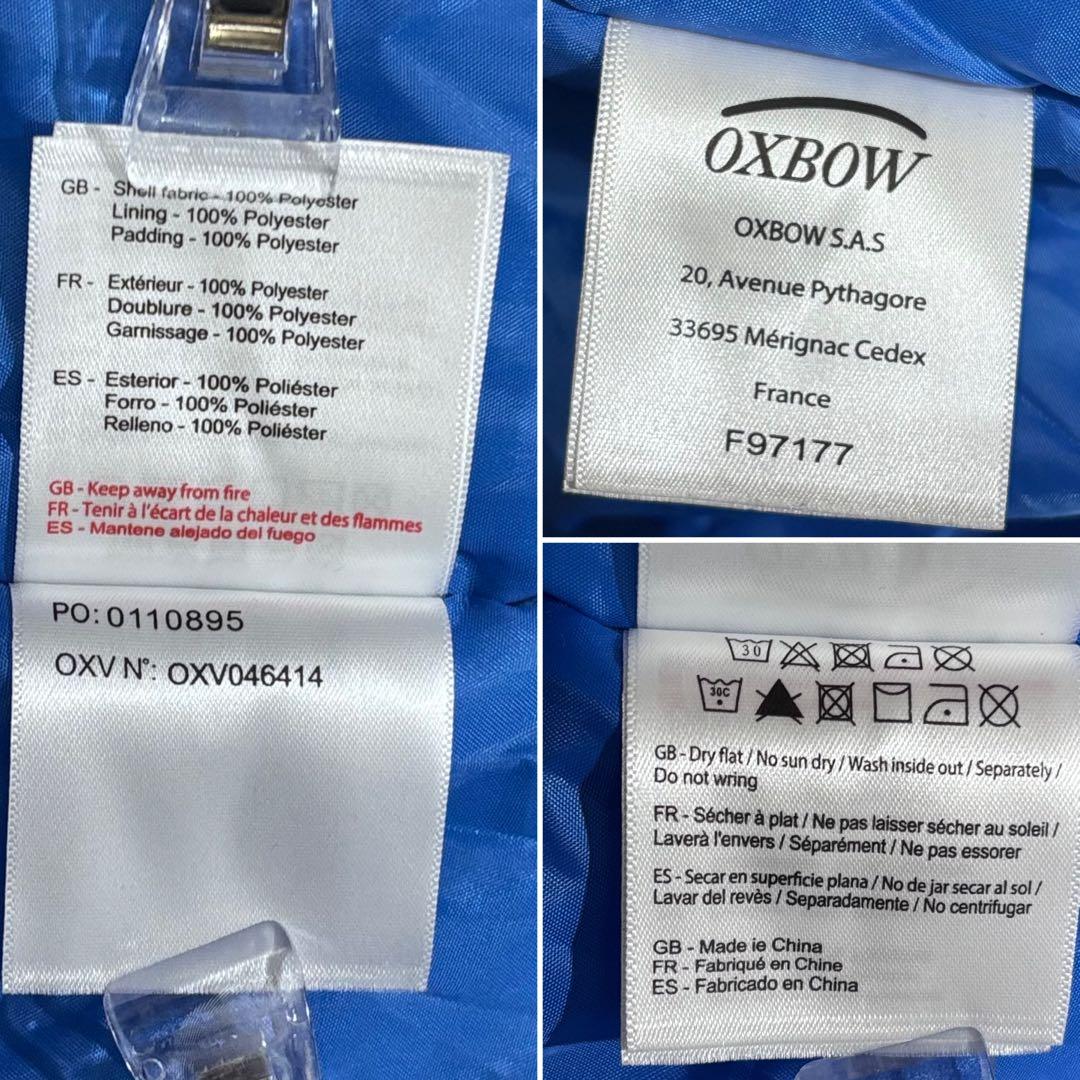 GB - Shell fabric - 100% Polyester
Lining - 100% Polyester
Padding - 100% Polyester
FR - Extérieur - 100% Polyester
Doublure - 100% Polyester
Garnissage - 100% Polyester
ES - Esterior - 100% Poliéster
Forro - 100% Poliéster
Relleno - 100% Poliéster
GB - Keep away from fire
FR - Tenir à l'écart de la chaleur et des flammes
ES - Mantene alejado del fuego
PO: 0110895
OXV N°: OXV046414
OXBOW
OXBOW S.A.S
20, Avenue Pythagore
33695 Mérignac Cedex
France
F97177
30
30C
GB - Dry flat / No sun dry / Wash inside out / Separately /
Do not wring
FR - Sécher à plat / Ne pas laisser sécher au soleil /
Laverà l'envers / Séparément / Ne pas essorer
ES - Secar en superficie plana / No de jar secar al sol /
Lavar del revès / Separadamente / No centrifugar
GB - Made ie China
FR - Fabriqué en Chine
ES - Fabricado en China